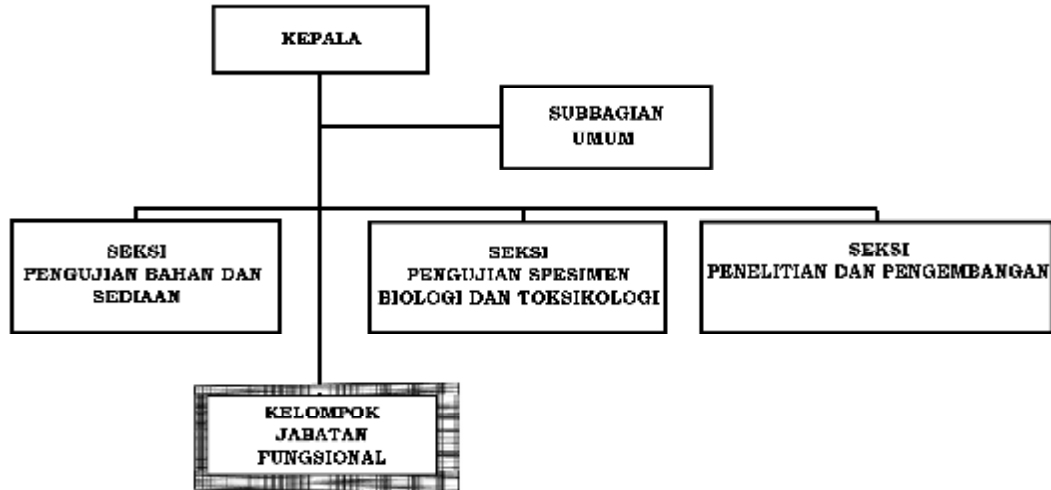 KEPALA
SUBBAGIAN
UMUM
SEKSI
PENGUJIAN BAHAN DAN
SEDIAAN
SEKSI
PENGUJIAN SPESIMEN
BIOLOGI DAN TOKSIKOLOGI
SEKSI
PENELITIAN DAN PENGEMBANGAN
KELOMPOK
JABATAN
FUNGSIONAL